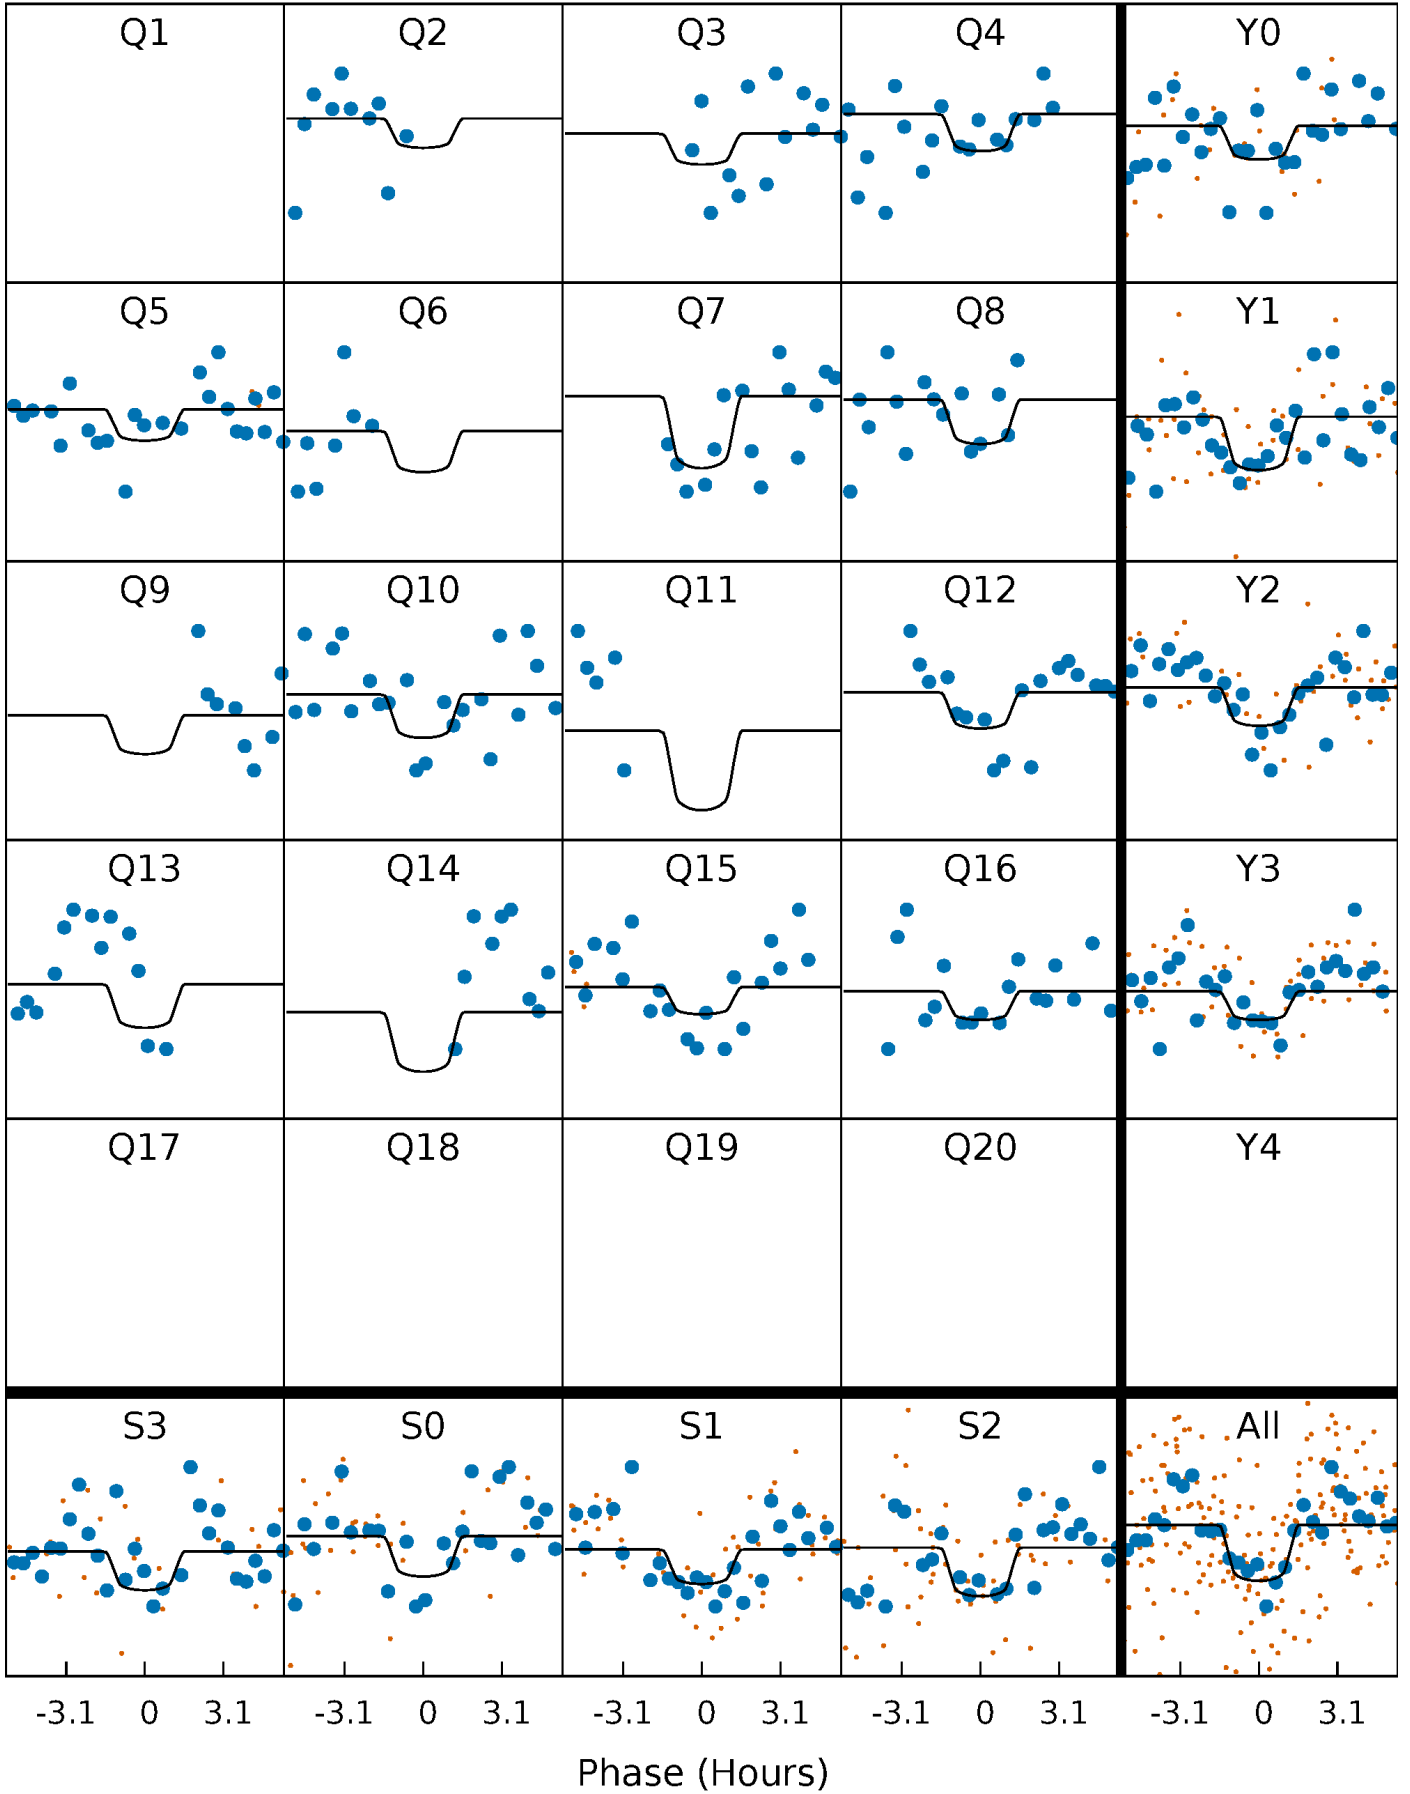 Q1 Q2 Q3 Q4 Y0
Q5 Q6 Q7 Q8 Y1
Q9 Q10 Q11 Q12 Y2
Q13 Q14 Q15 Q16 Y3
Q17 Q18 Q19 Q20 Y4
S3 S0 S1 S2 All
-3.1 0 3.1 -3.1 0 3.1 -3.1 0 3.1 -3.1 0 3.1 -3.1 0 3.1
Phase (Hours)